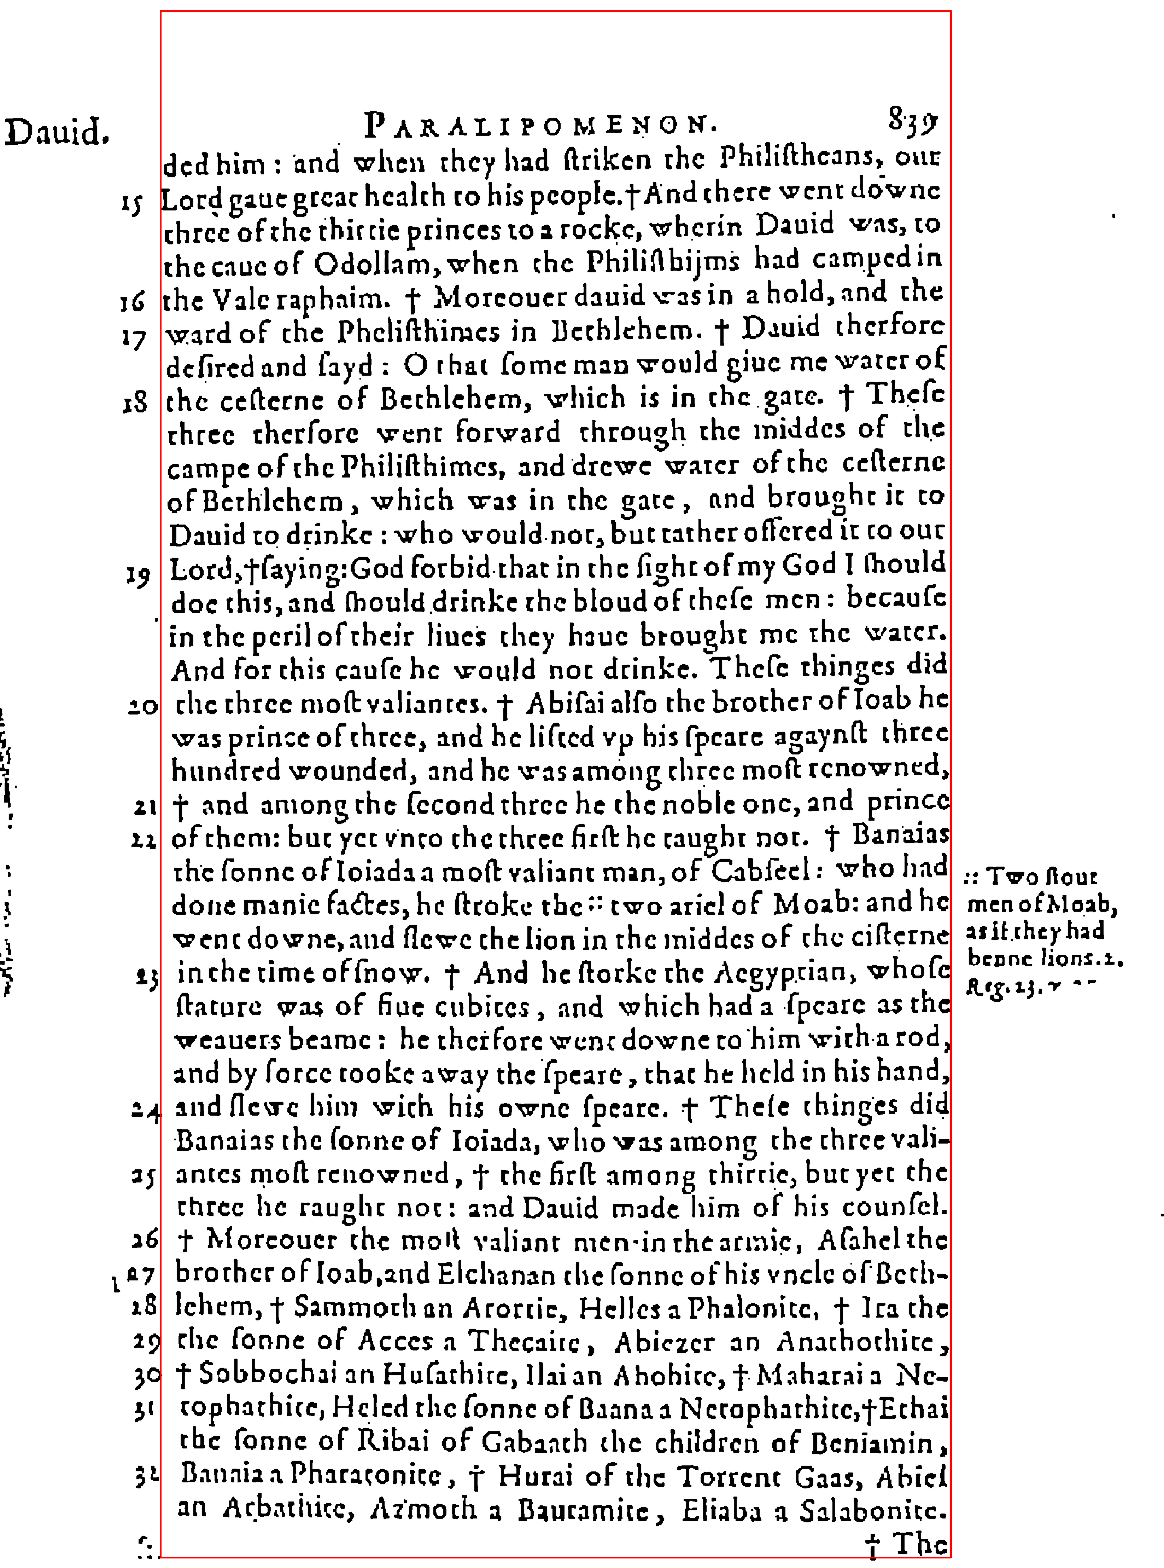 Dauid. PARALIPOMENON. 839
ded him : and when they had ſtriken the Philiſtheans, our
15 Lord gaue great health to his people.† And there went downe
three of the thirtie princes to a rocke, wherin Dauid was, to
the caue of Odollam, when the Philiſthijms had camped in
16 the Vale raphaim. † Moreouer dauid was in a hold, and the
17 ward of the Pheliſthimes in Bethlehem. † Dauid therfore
deſired and ſayd : O that ſome man would giue me water of
18 the ceſterne of Bethlehem, which is in the gate. † Theſe
three therfore went forward through the middes of the
campe of the Philiſthimes, and drewe water of the ceſterne
of Bethlehem, which was in the gate, and brought it to
Dauid to drinke : who would not, but rather offered it to our
19 Lord, † ſaying: God forbid that in the ſight of my God I ſhould
doe this, and ſhould drinke the bloud of theſe men : becauſe
in the peril of their liues they haue brought me the water.
And for this cauſe he would not drinke. Theſe thinges did
20 the three moſt valiantes. † Abiſai alſo the brother of Ioab he
was prince of three, and he lifted vp his ſpeare agaynſt three
hundred wounded, and he was among three moſt renowned,
21 † and among the ſecond three he the noble one, and prince
22 of them: but yet vnto the three firſt he raught not. † Banaias
the ſonne of Ioiada a moſt valiant man, of Cabſeel : who had
done manie factes, he ſtroke the :: two ariel of Moab: and he
went downe, and ſlewe the lion in the middes of the ciſterne
23 in the time of ſnow. † And he ſtorke the Aegyptian, whoſe
ſtature was of fiue cubites, and which had a ſpeare as the
weauers beame : he therfore went downe to him with a rod,
and by force tooke away the ſpeare, that he held in his hand,
24 and ſlewe him with his owne ſpeare. † Theſe thinges did
Banaias the ſonne of Ioiada, who was among the three vali-
25 antes moſt renowned, † the firſt among thirtie, but yet the
three he raught not: and Dauid made him of his counſel.
26 † Moreouer the moſt valiant men in the armie, Aſahel the
27 brother of Ioab, and Elchanan the ſonne of his vncle of Beth-
28 lehem, † Sammoth an Arortie, Helles a Phalonite, † Ira the
29 the ſonne of Acces a Thecaite, Abiezer an Anathothite,
30 † Sobbochai an Huſathite, Ilai an Ahohite, † Maharai a Ne-
31 tophathite, Heled the ſonne of Baana a Netophathite, † Ethai
the ſonne of Ribai of Gabaath the children of Beniamin,
32 Banaia a Pharatonite, † Hurai of the Torrent Gaas, Abiel
an Arbathite, Azmoth a Bauramite, Eliaba a Salabonite.
† The
:: Two ſtout
men of Moab,
as if they had
benne lions. 2.
Reg. 23.